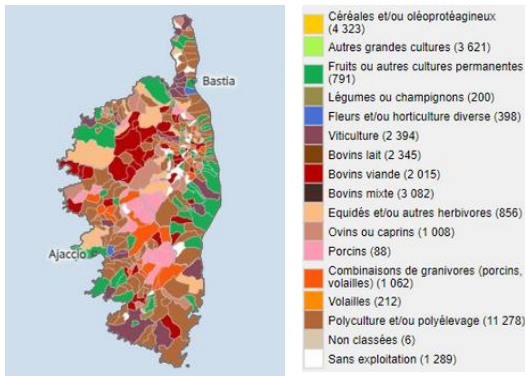 Bastia
Ajaccio
Céréales et/ou oléoprotéagineux
(4 323)
Autres grandes cultures (3 621)
Fruits ou autres cultures permanentes
(791)
Légumes ou champignons (200)
Fleurs et/ou horticulture diverse (398)
Viticulture (2 394)
Bovins lait (2 345)
Bovins viande (2 015)
Bovins mixte (3 082)
Equidés et/ou autres herbivores (856)
Ovins ou caprins (1 008)
Porcins (88)
Combinaisons de granivores (porcins,
volailles) (1 062)
Volailles (212)
Polyculture et/ou polyélevage (11 278)
Non classées (6)
Sans exploitation (1 289)